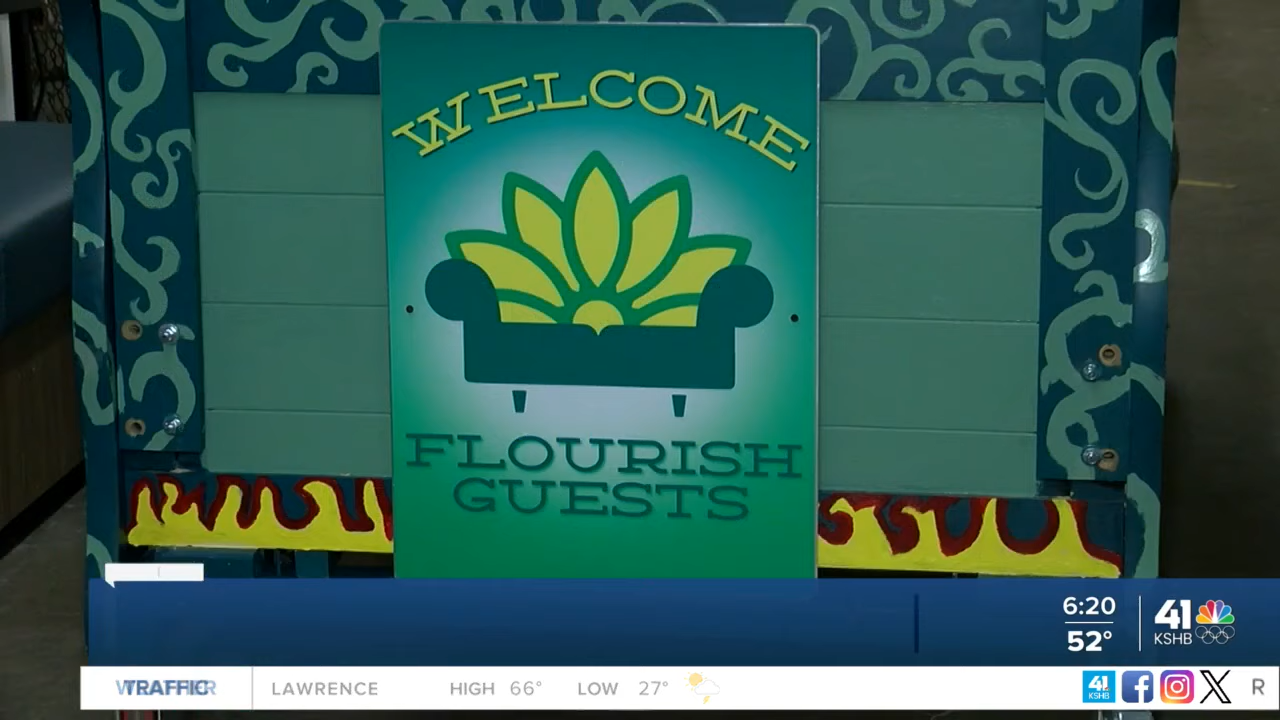 WELCOME
FLOURISH
GUESTS
6:20
52°
41
KSHB
TRAFFIC
LAWRENCE HIGH 66° LOW 27°
41
KSHB
R